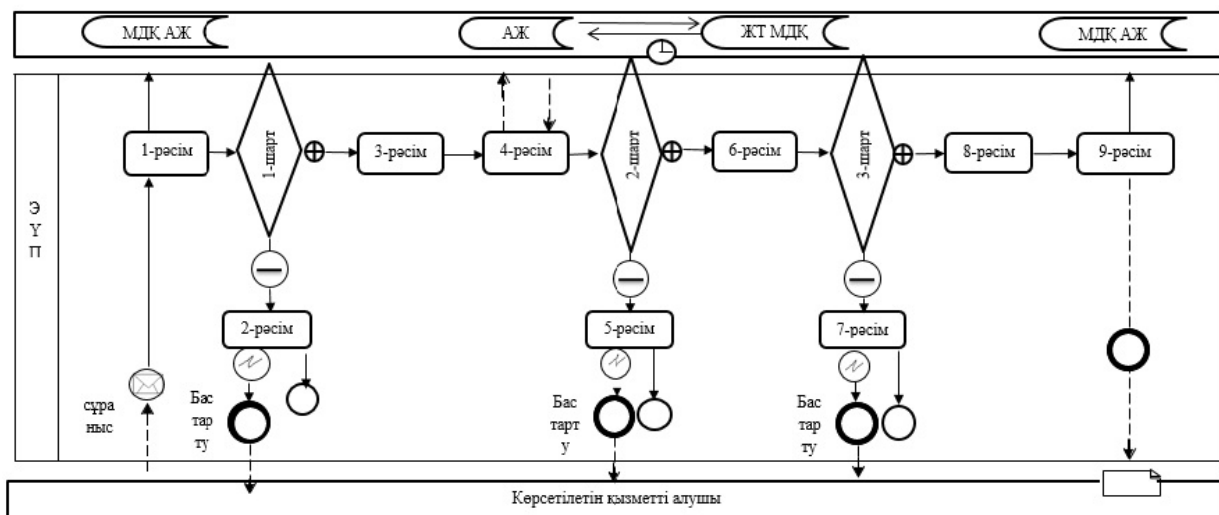 МДҚ АЖ
АЖ
ЖТ МДҚ
МДҚ АЖ
1-рәсім
1-шарт
3-рәсім
4-рәсім
2-шарт
6-рәсім
3-шарт
8-рәсім
9-рәсім
Э
Ү
П
2-рәсім
5-рәсім
7-рәсім
сұра
ныс
Бас
тар
ту
Бас
тарт
у
Бас
тар
ту
Көрсетілетін қызметті алушы